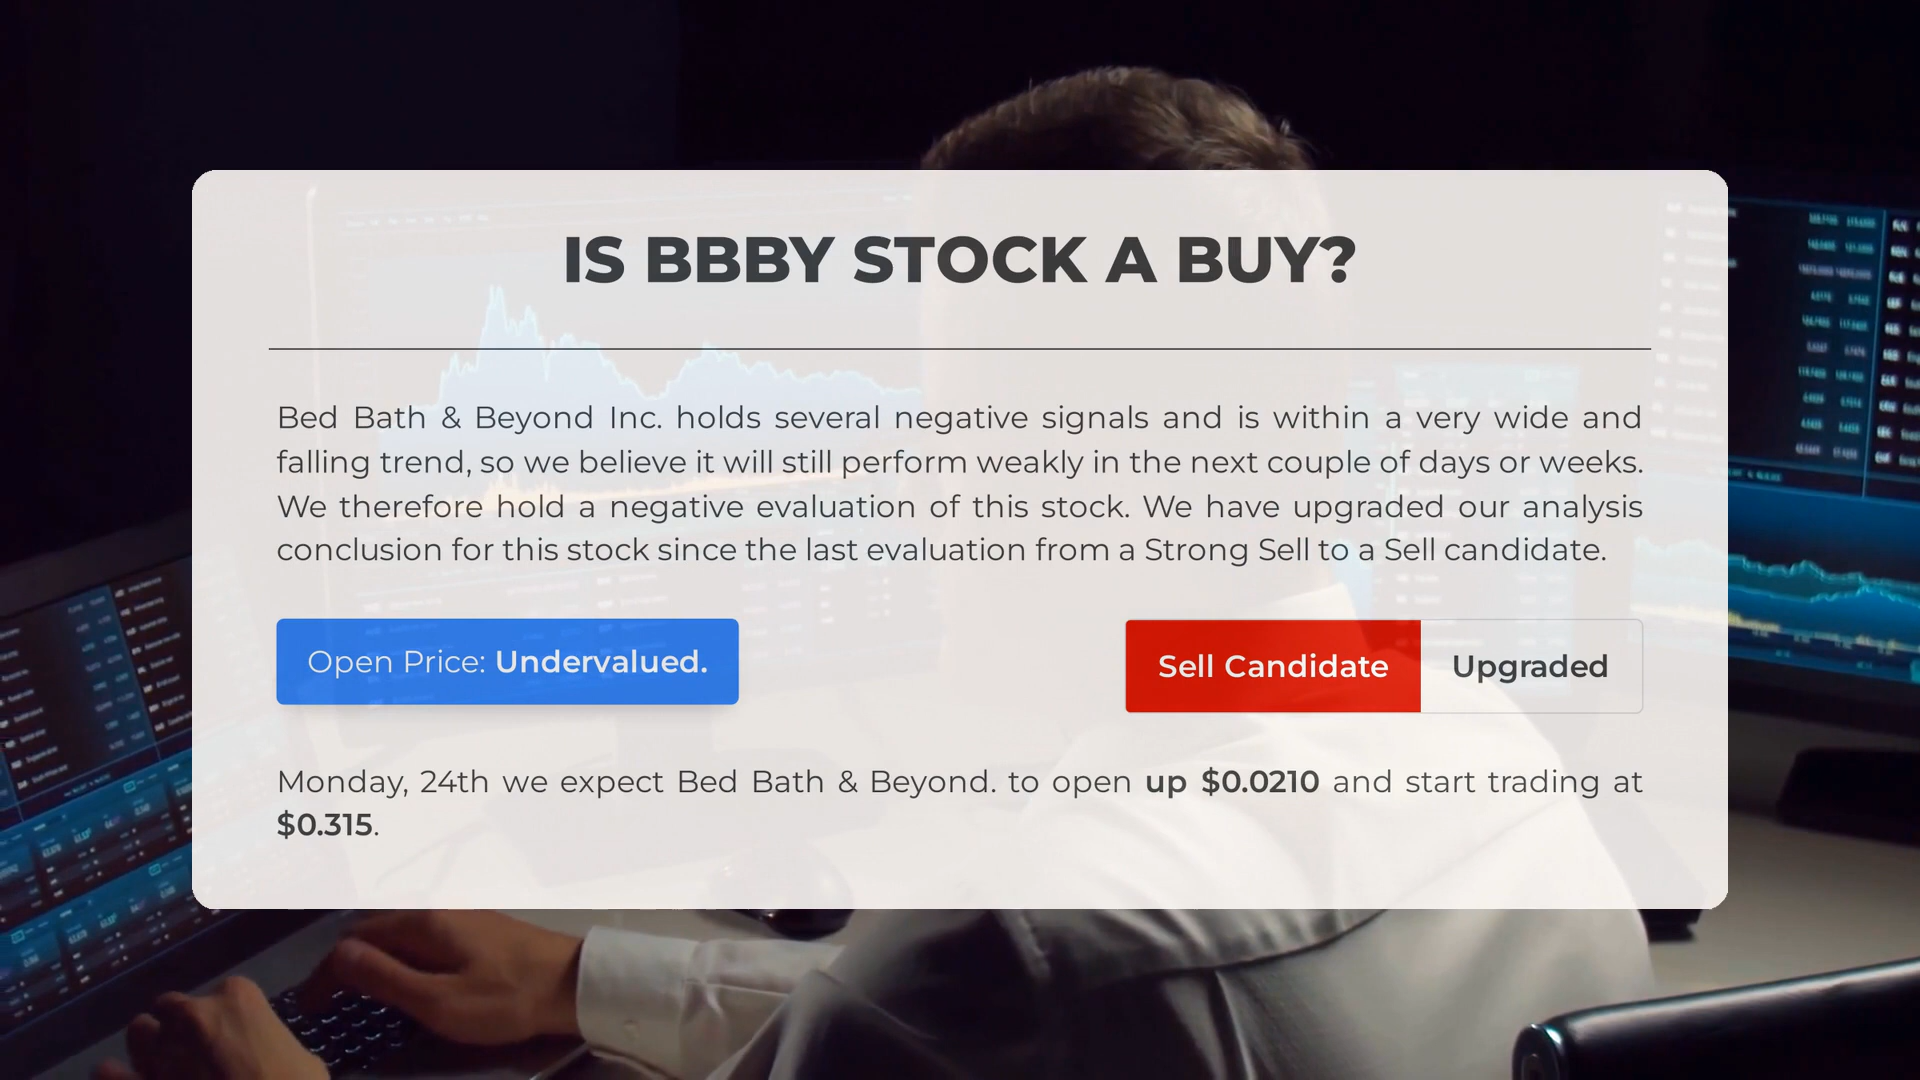 IS BBBY STOCK A BUY?
Bed Bath & Beyond Inc. holds several negative signals and is within a very wide and
falling trend, so we believe it will still perform weakly in the next couple of days or weeks.
We therefore hold a negative evaluation of this stock. We have upgraded our analysis
conclusion for this stock since the last evaluation from a Strong Sell to a Sell candidate.
Open Price: Undervalued.
Sell Candidate Upgraded
Monday, 24th we expect Bed Bath & Beyond. to open up $0.0210 and start trading at
$0.315.